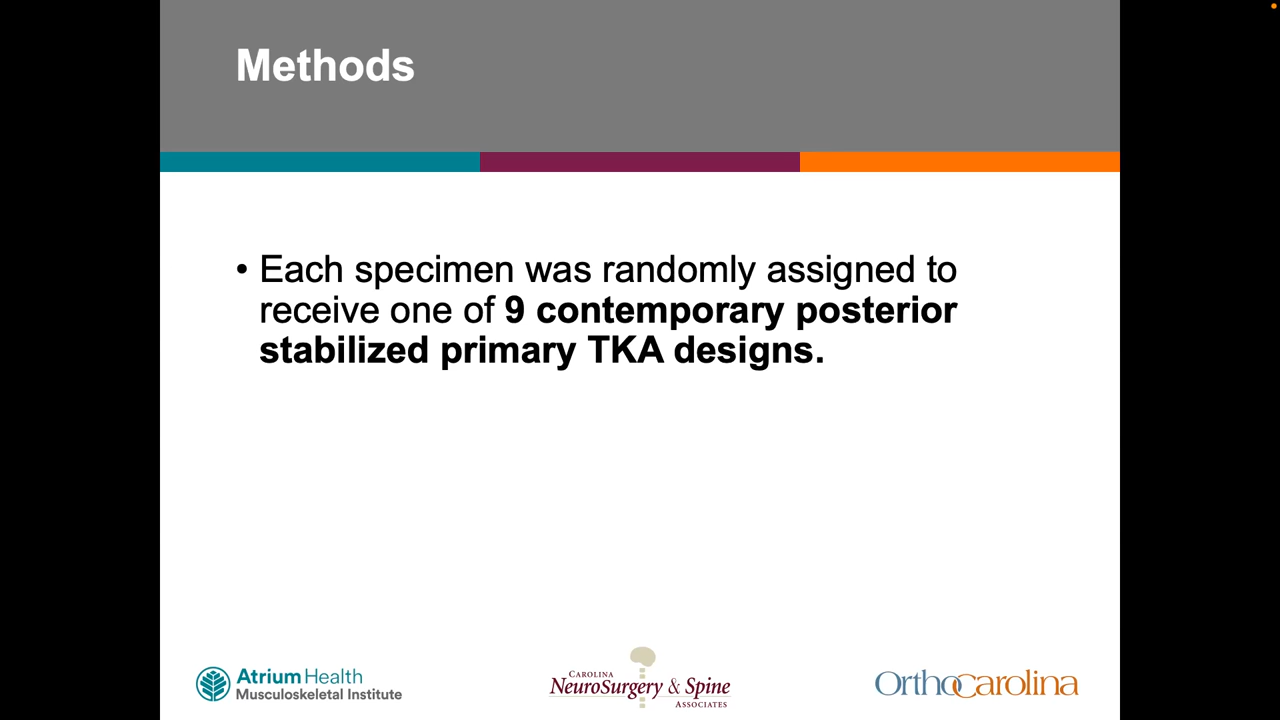 Methods
• Each specimen was randomly assigned to
receive one of 9 contemporary posterior
stabilized primary TKA designs.
Atrium Health
Musculoskeletal Institute
CAROLINA
NEUROSURGERY & SPINE
ASSOCIATES
OrthoCarolina